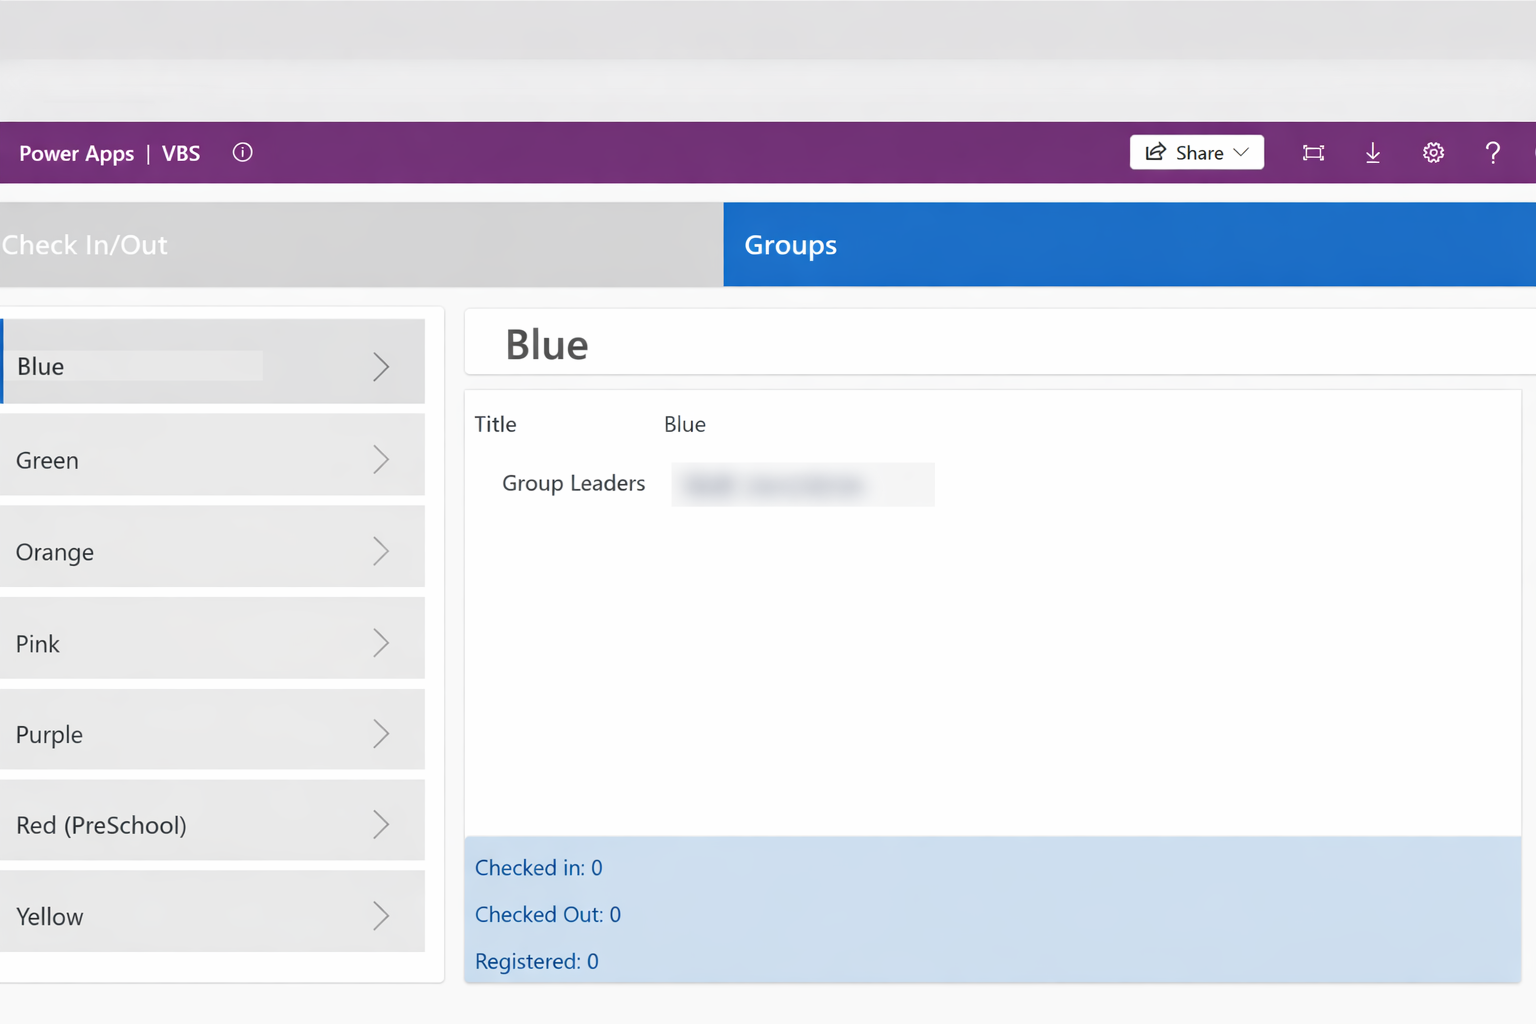 Power Apps | VBS
Share
?
Check In/Out
Groups
Blue
Green
Orange
Pink
Purple
Red (PreSchool)
Yellow
Blue
Title Blue
Group Leaders
Checked in: 0
Checked Out: 0
Registered: 0